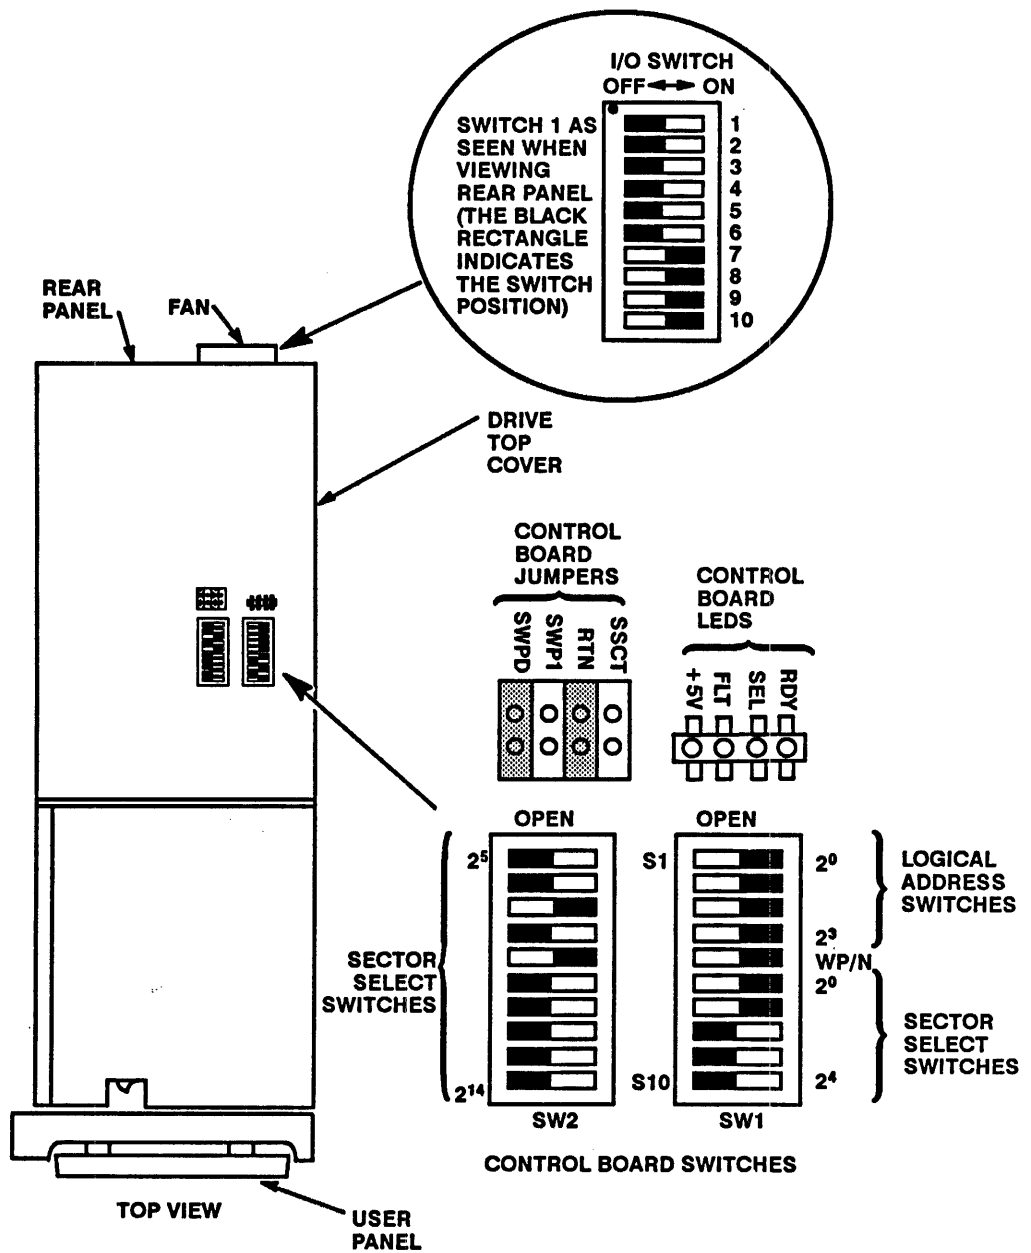 I/O SWITCH
OFF ON
SWITCH 1 AS
SEEN WHEN
VIEWING
REAR PANEL
(THE BLACK
RECTANGLE
INDICATES
THE SWITCH
POSITION)
1
2
3
4
5
6
7
8
9
10
REAR
PANEL
FAN
DRIVE
TOP
COVER
CONTROL
BOARD
JUMPERS
SWPD
SWP1
RTN
SSCT
CONTROL
BOARD
LEDS
+5V
FLT
SEL
RDY
OPEN
2⁵
SECTOR
SELECT
SWITCHES
2¹⁴
SW2
OPEN
S1
S10
SW1
2⁰
2³
WP/N
2⁰
2⁴
LOGICAL
ADDRESS
SWITCHES
SECTOR
SELECT
SWITCHES
CONTROL BOARD SWITCHES
TOP VIEW
USER
PANEL